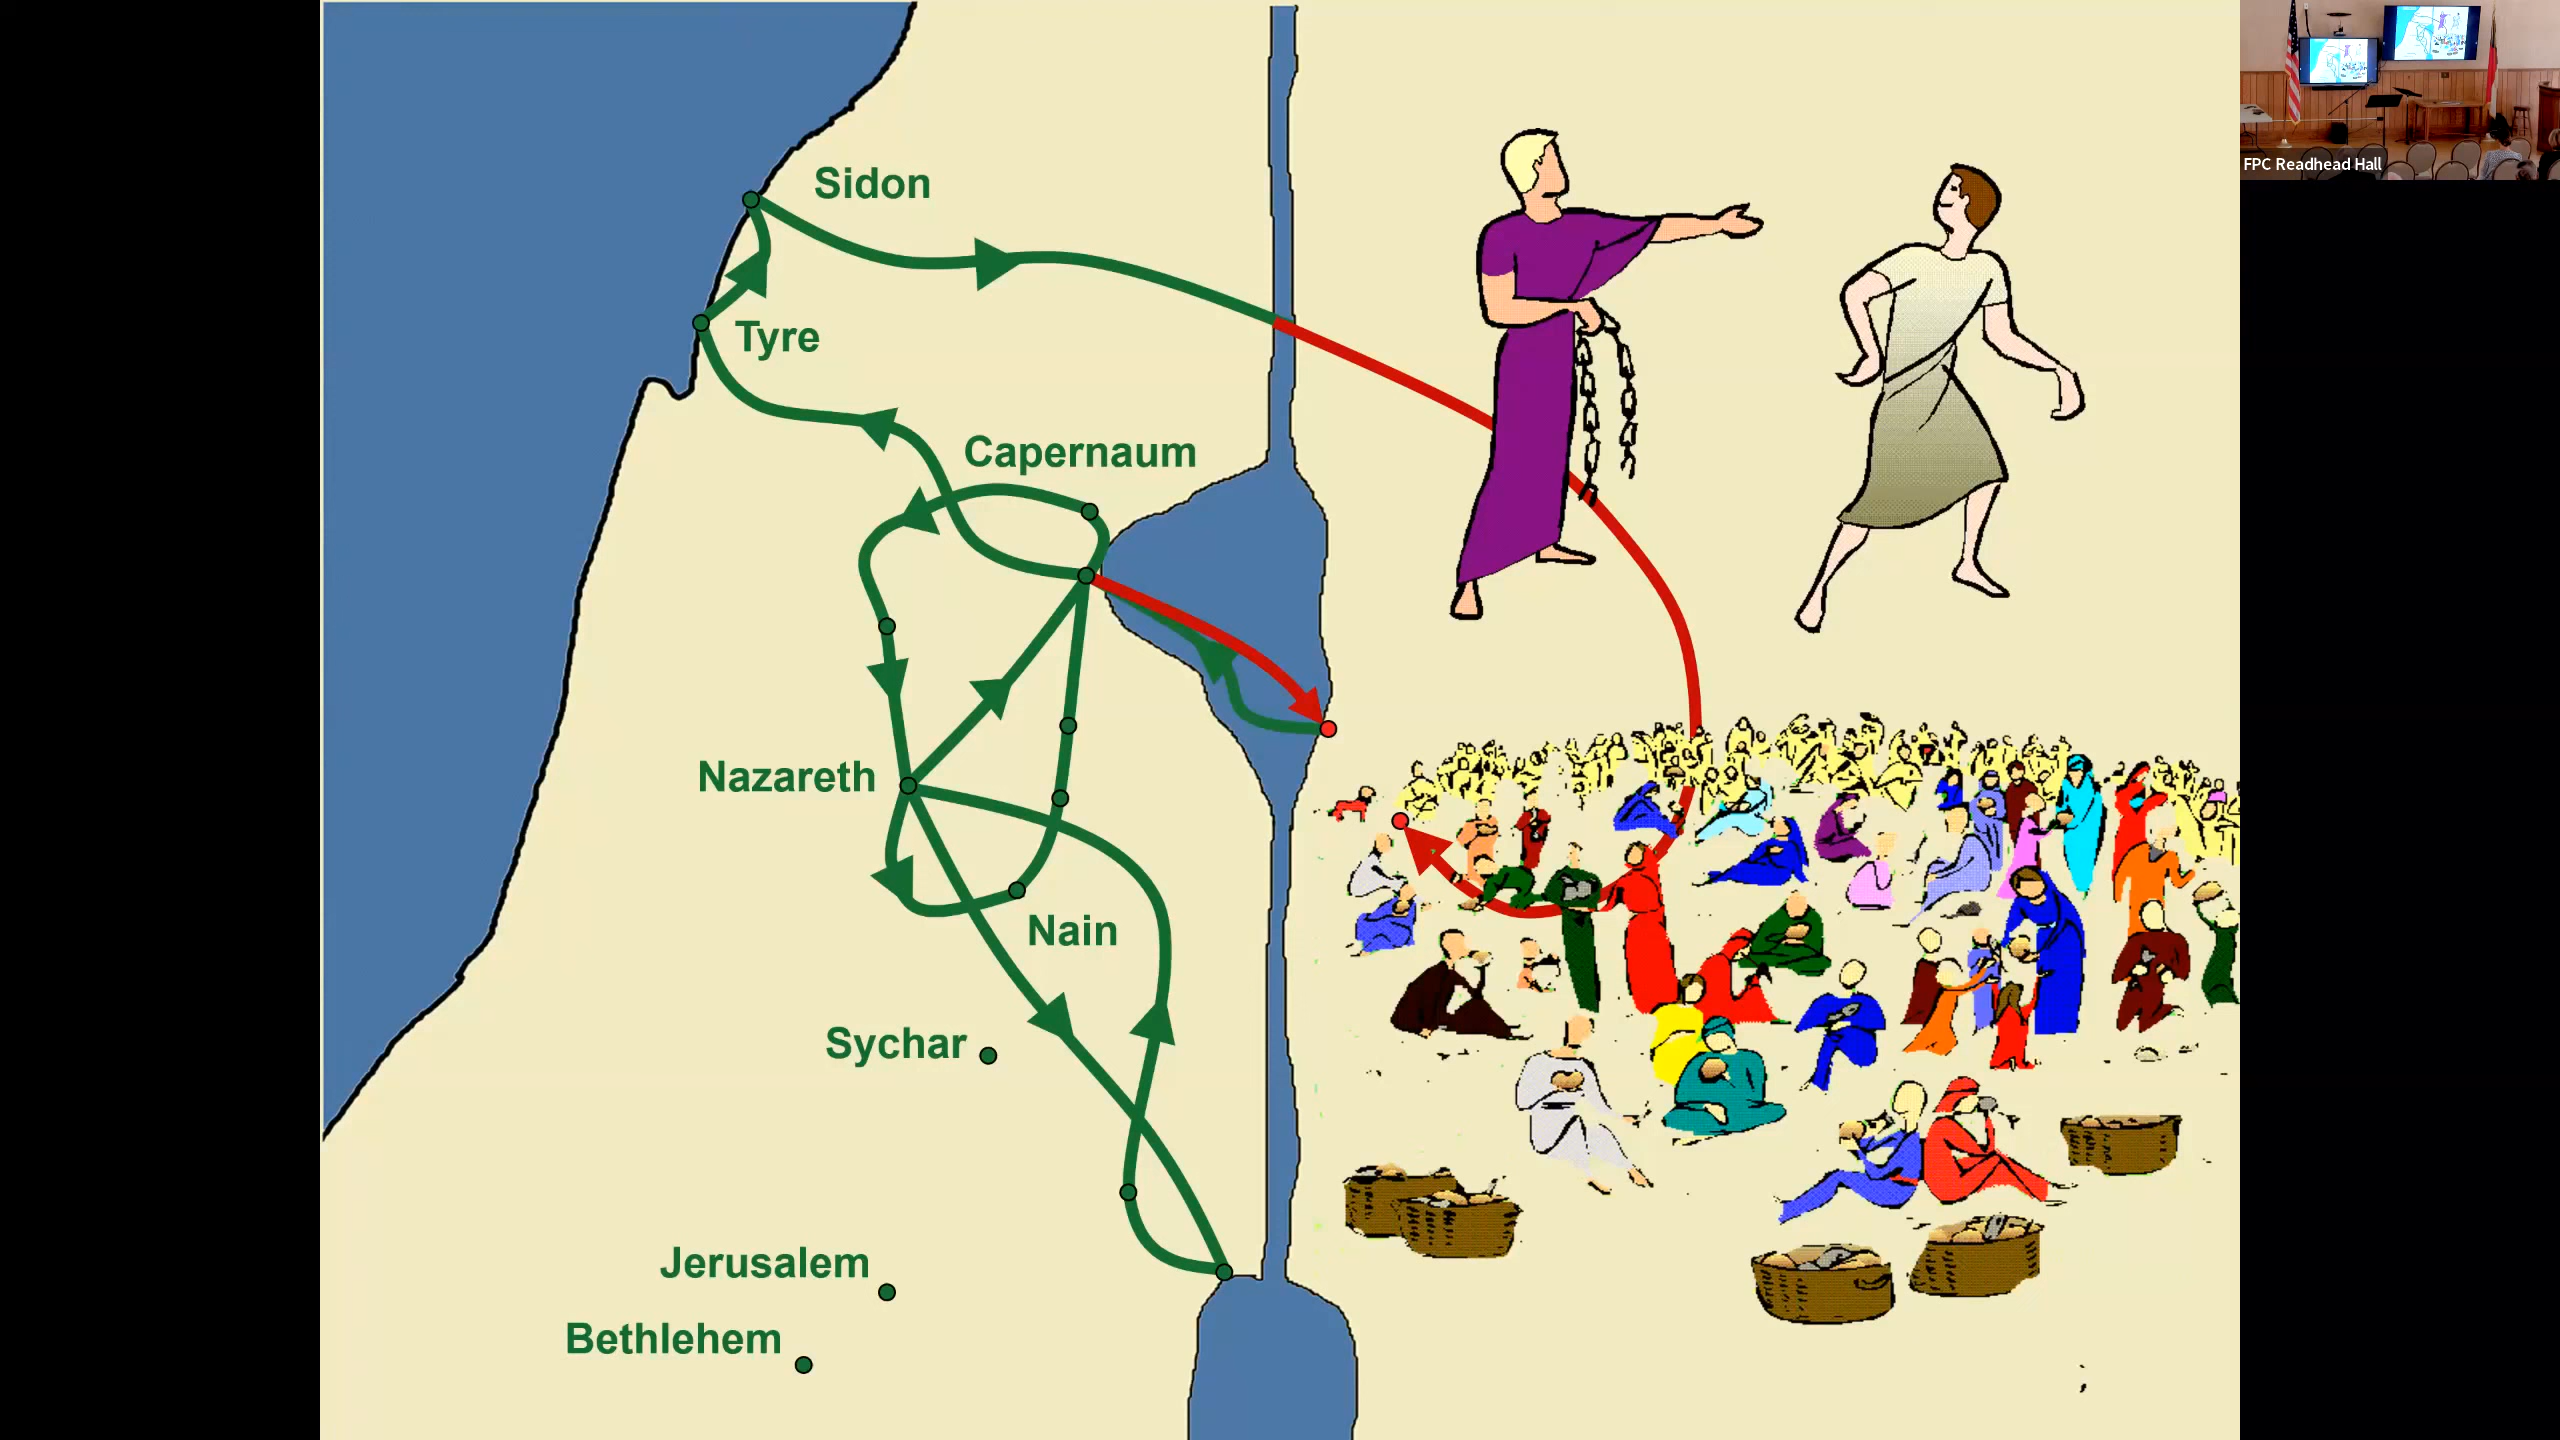 Sidon
FPC Readhead Hall
Tyre
Capernaum
Nazareth
Nain
Sychar
Jerusalem
Bethlehem